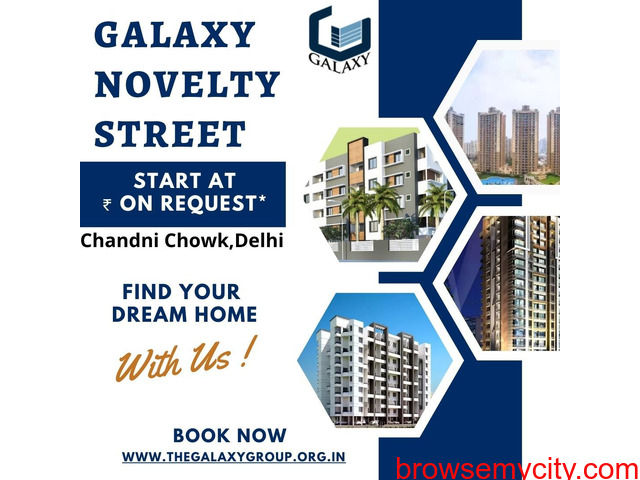 GALAXY
NOVELTY
STREET
GALAXY
START AT
₹ ON REQUEST*
Chandni Chowk,Delhi
FIND YOUR
DREAM HOME
With Us !
BOOK NOW
WWW.THEGALAXYGROUP.ORG.IN
browsemycity.com